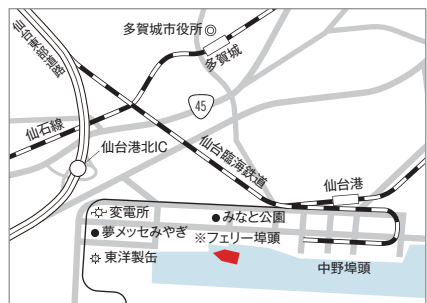 多賀城市役所
多賀城
仙台東部道路
45
仙石線
仙台港北IC
仙台臨海鉄道
仙台港
変電所
みなと公園
夢メッセみやぎ
※フェリー埠頭
東洋製缶
中野埠頭